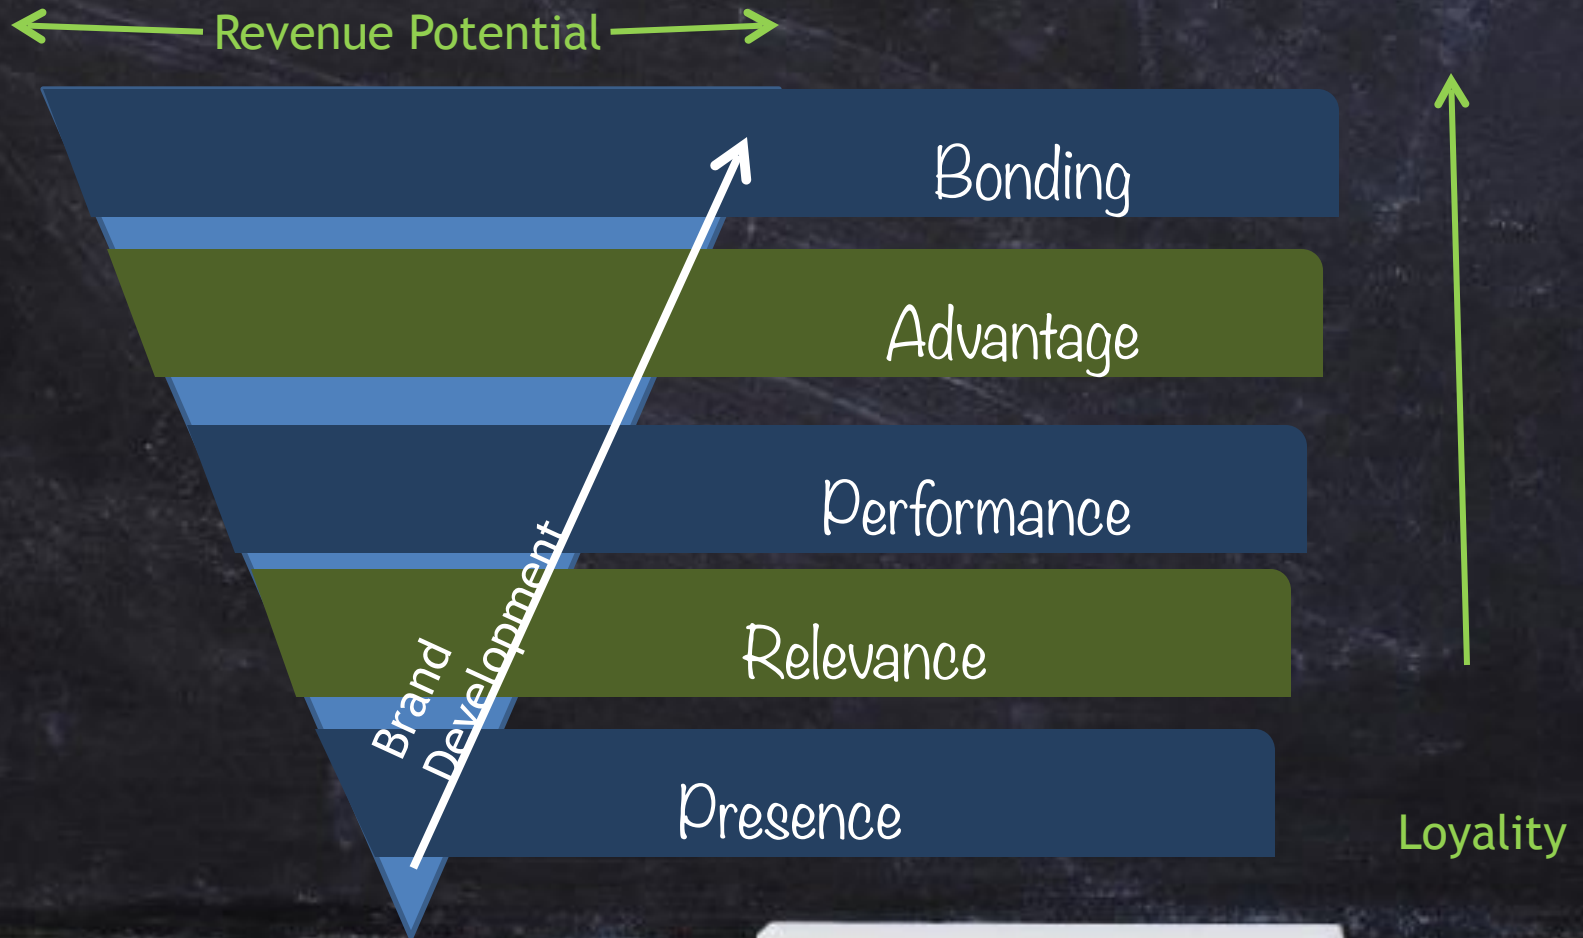 Revenue Potential
Bonding
Advantage
Performance
Relevance
Brand
Development
Presence
Loyality